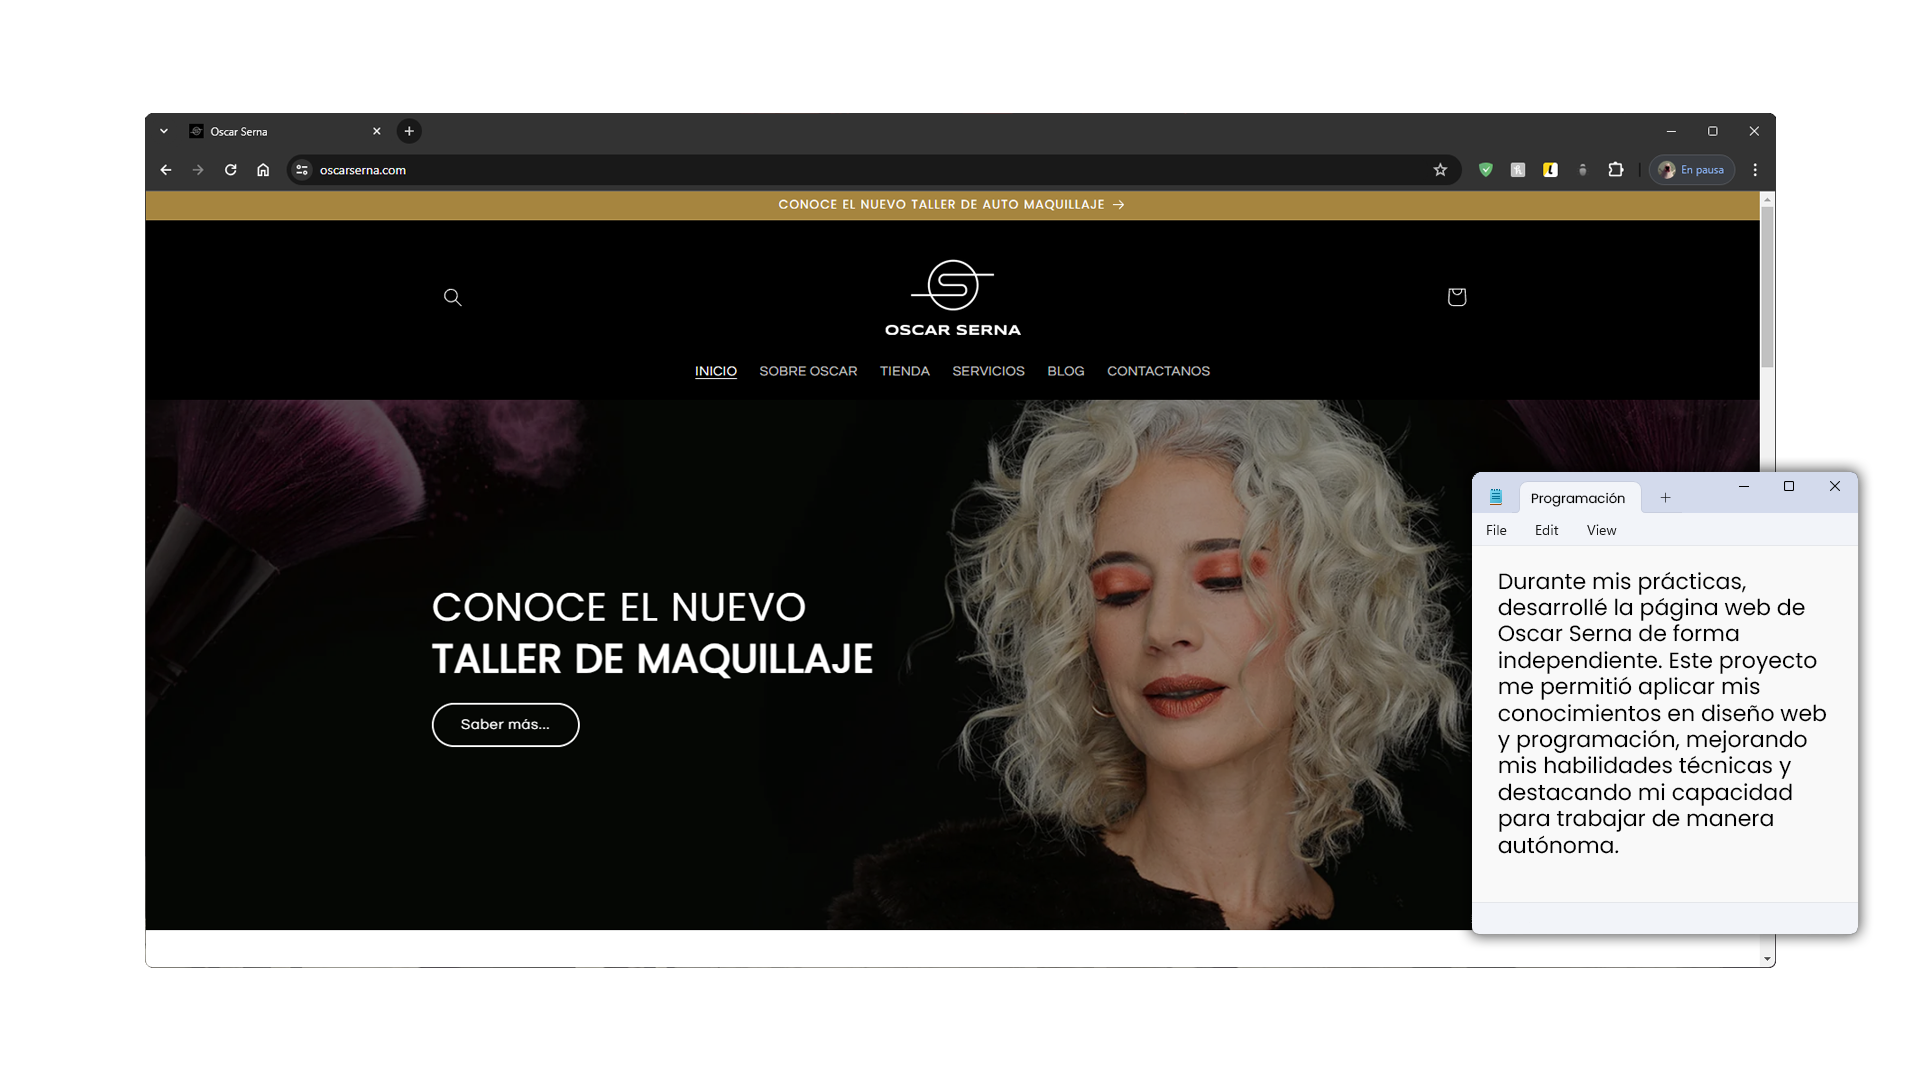 Oscar Serna
oscarserna.com
En pausa
CONOCE EL NUEVO TALLER DE AUTO MAQUILLAJE →
OSCAR SERNA
INICIO SOBRE OSCAR TIENDA SERVICIOS BLOG CONTACTANOS
CONOCE EL NUEVO
TALLER DE MAQUILLAJE
Saber más...
Programación
File Edit View
Durante mis prácticas,
desarrollé la página web de
Oscar Serna de forma
independiente. Este proyecto
me permitió aplicar mis
conocimientos en diseño web
y programación, mejorando
mis habilidades técnicas y
destacando mi capacidad
para trabajar de manera
autónoma.